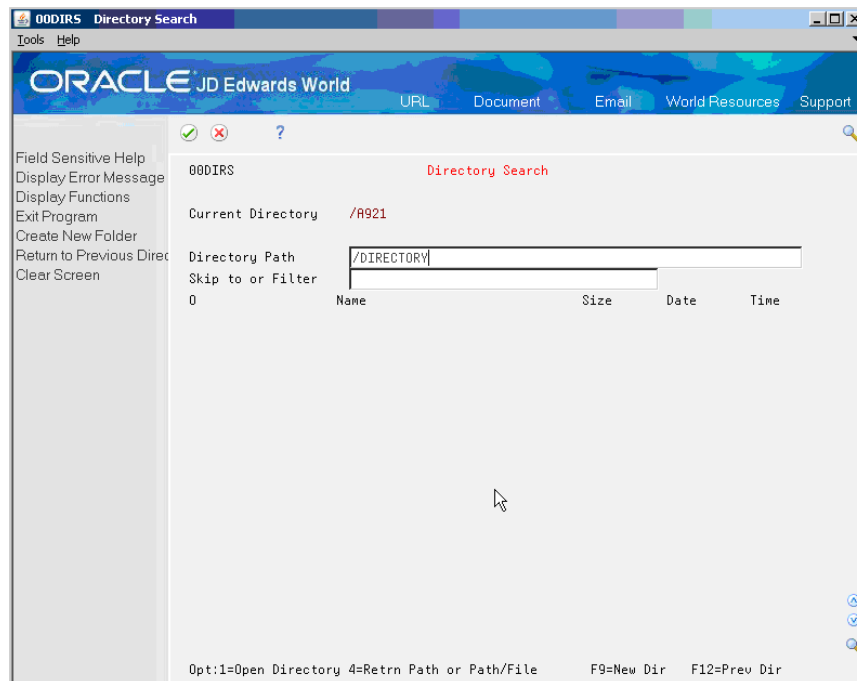 00DIRS Directory Search
Tools Help
ORACLE JD Edwards World
URL Document Email World Resources Support
?
Field Sensitive Help
Display Error Message
Display Functions
Exit Program
Create New Folder
Return to Previous Direc
Clear Screen
00DIRS Directory Search
Current Directory /A921
Directory Path /DIRECTORY
Skip to or Filter
O Name Size Date Time
Opt:1=Open Directory 4=Retrn Path or Path/File F9=New Dir F12=Prev Dir